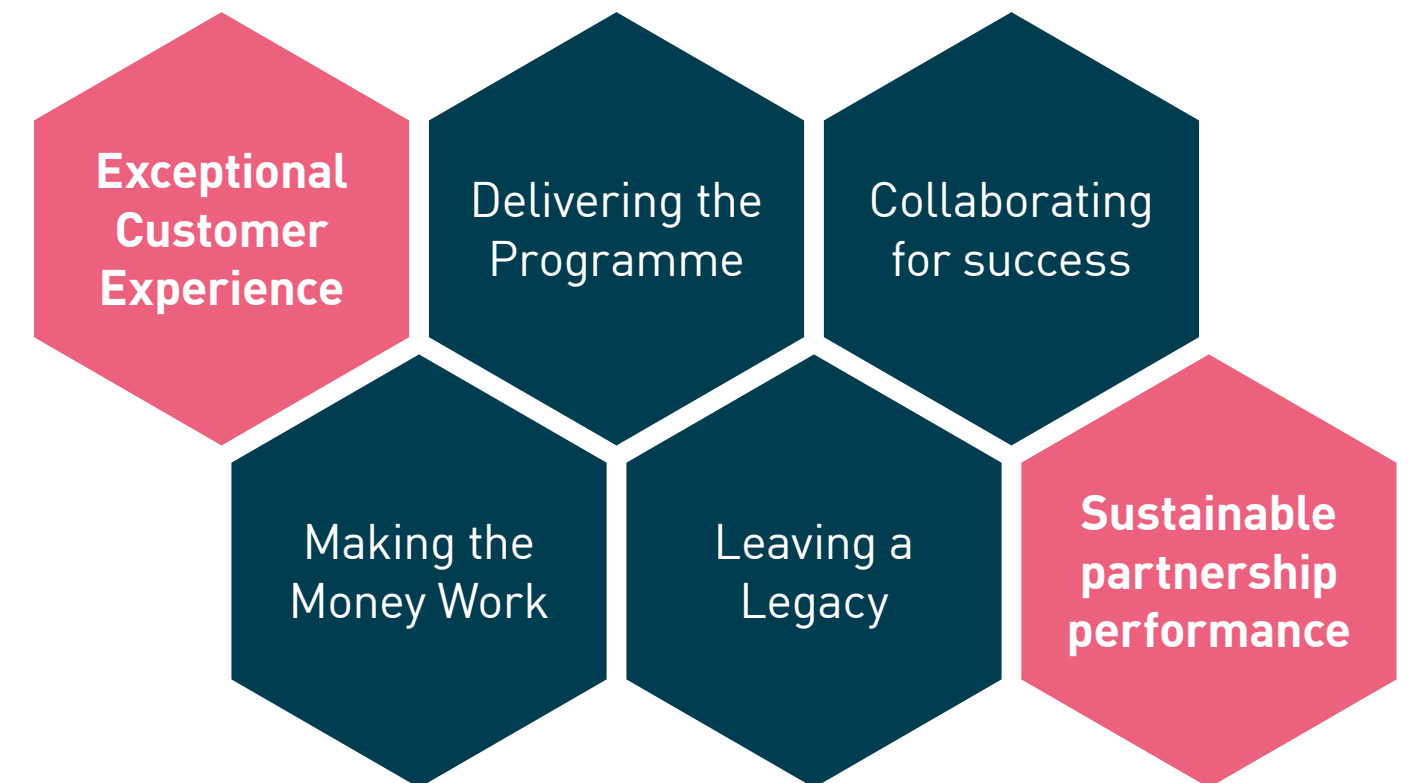 Exceptional
Customer
Experience
Delivering the
Programme
Collaborating
for success
Making the
Money Work
Leaving a
Legacy
Sustainable
partnership
performance